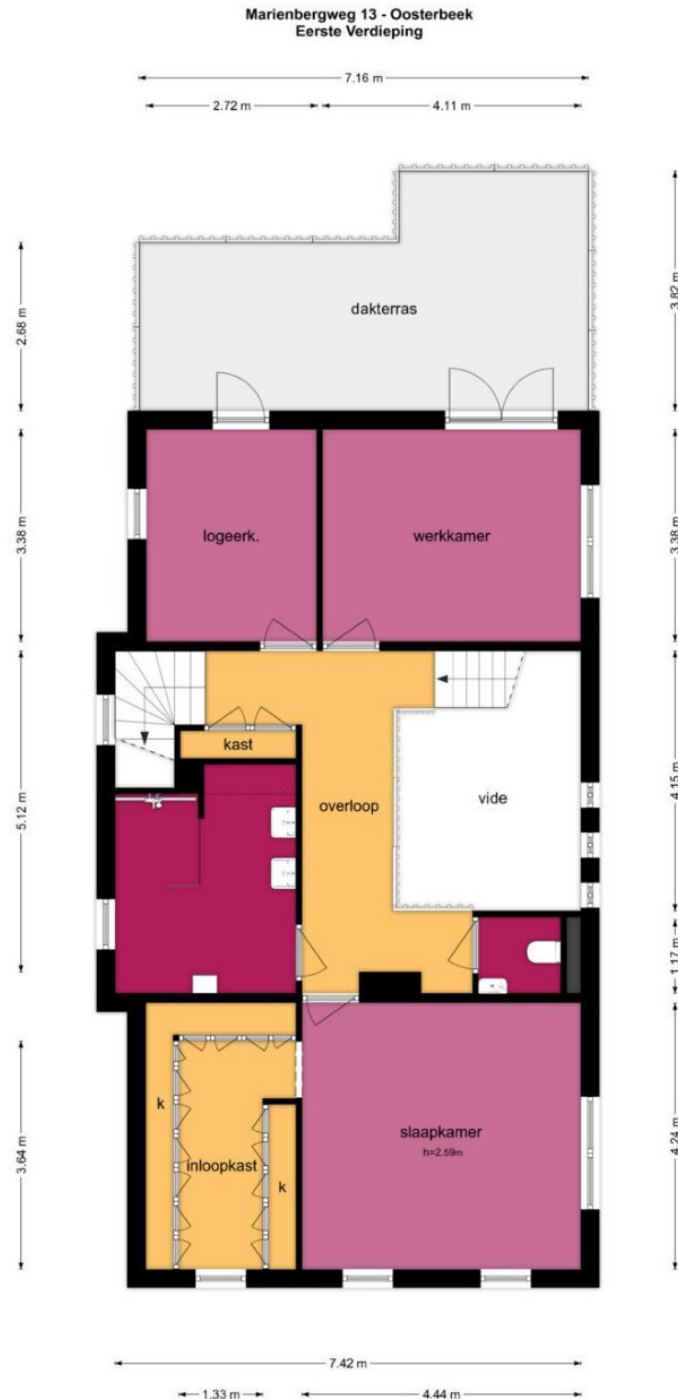 Marienbergweg 13 - Oosterbeek
Eerste Verdieping
7.16 m
2.72 m
4.11 m
2.68 m
3.82 m
dakterras
3.38 m
logeerk.
werkkamer
3.38 m
5.12 m
kast
overloop
vide
4.15 m
1.17 m
3.64 m
k
inloopkast
k
slaapkamer
h=2.59m
4.24 m
7.42 m
1.33 m
4.44 m